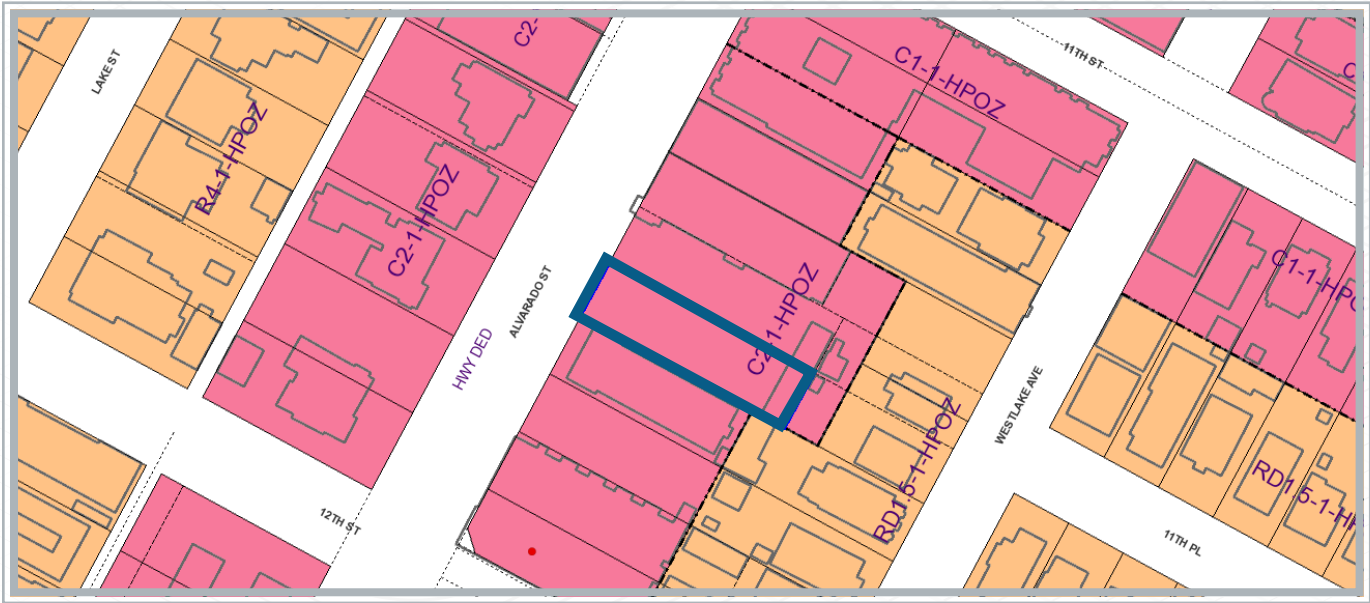 C2-
11TH ST
C1-1-HPOZ
C
LAKE ST
R4-1-HPOZ
C2-1-HPOZ
C1-1-HPO
ALVARADO ST
C2-1-HPOZ
HWY DED
WESTLAKE AVE
RD1.5-1-HPOZ
RD1.5-1-HP
12TH ST
11TH PL